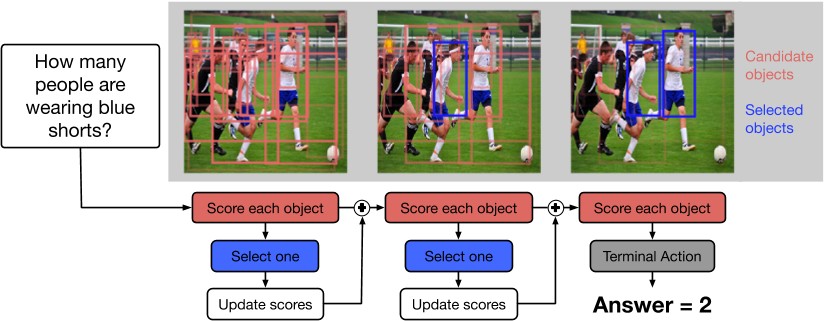 How many
people are
wearing blue
shorts?
Candidate
objects
Selected
objects
Score each object
Score each object
Score each object
Select one
Select one
Terminal Action
Update scores
Update scores
Answer = 2